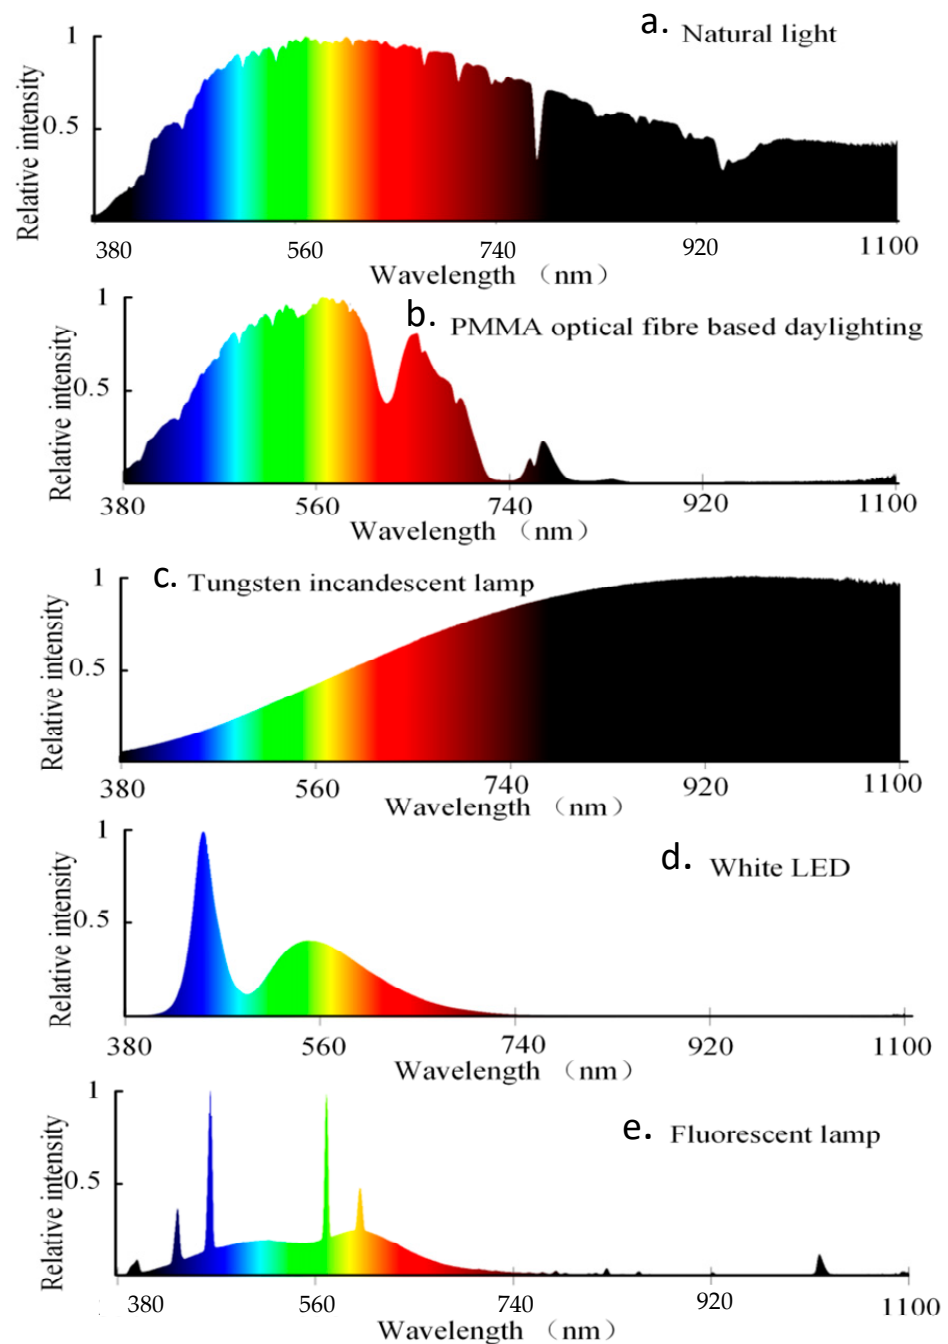 a. Natural light
1
0.5
Relative intensity
380 560 740 920 1100
Wavelength （nm）
b. PMMA optical fibre based daylighting
1
0.5
Relative intensity
380 560 740 920 1100
Wavelength （nm）
c. Tungsten incandescent lamp
1
0.5
Relative intensity
380 560 740 920 1100
Wavelength （nm）
d. White LED
1
0.5
Relative intensity
380 560 740 920 1100
Wavelength （nm）
e. Fluorescent lamp
1
0.5
Relative intensity
380 560 740 920 1100
Wavelength （nm）